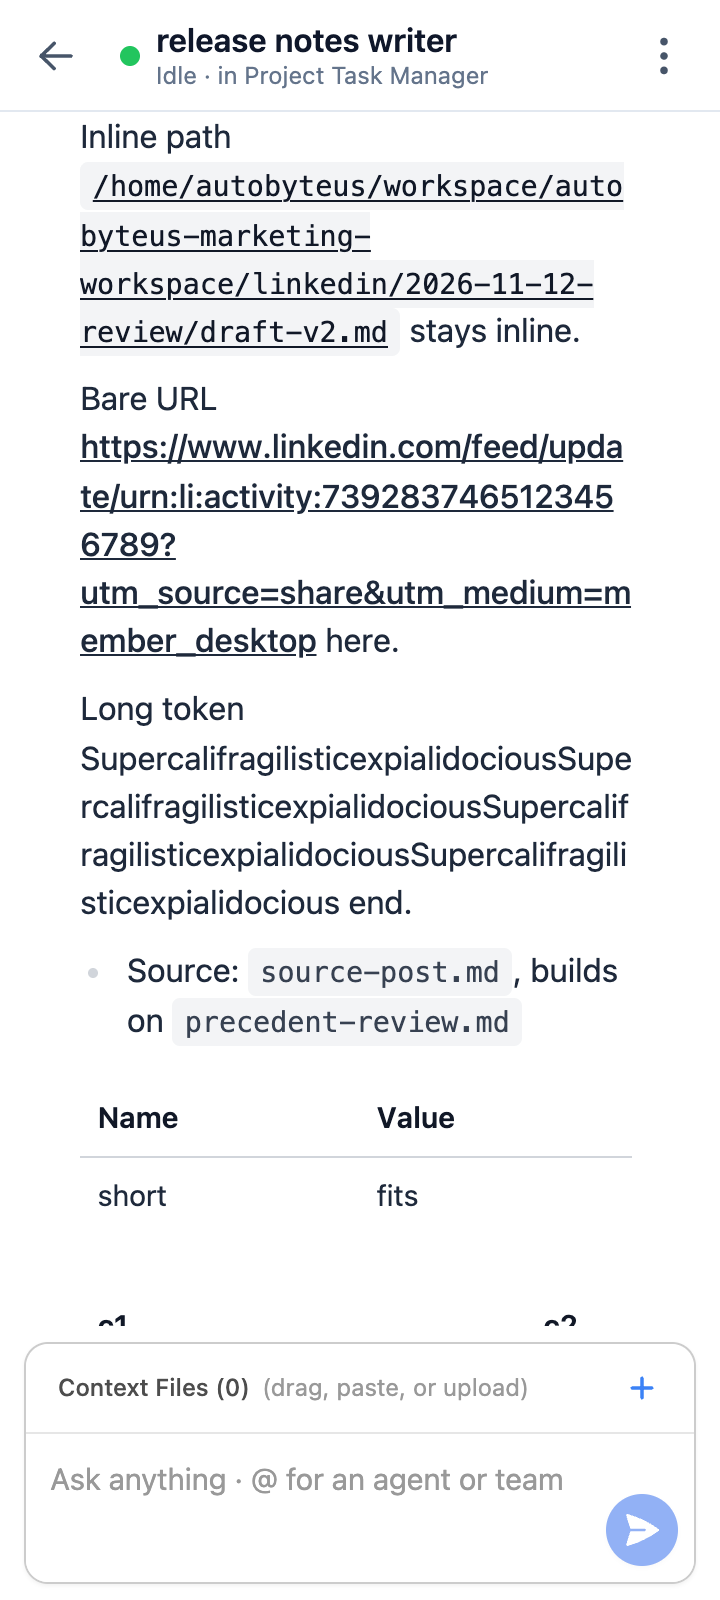 release notes writer
Idle · in Project Task Manager
Inline path
/home/autobyteus/workspace/auto
byteus-marketing-
workspace/linkedin/2026-11-12-
review/draft-v2.md stays inline.
Bare URL
https://www.linkedin.com/feed/upda
te/urn:li:activity:739283746512345
6789?
utm_source=share&utm_medium=m
ember_desktop here.
Long token
SupercalifragilisticexpialidociousSupe
rcalifragilisticexpialidociousSupercalif
ragilisticexpialidociousSupercalifragili
sticexpialidocious end.
Source: source-post.md, builds
on precedent-review.md
Name Value
short fits
c1 c2
Context Files (0) (drag, paste, or upload)
Ask anything · @ for an agent or team